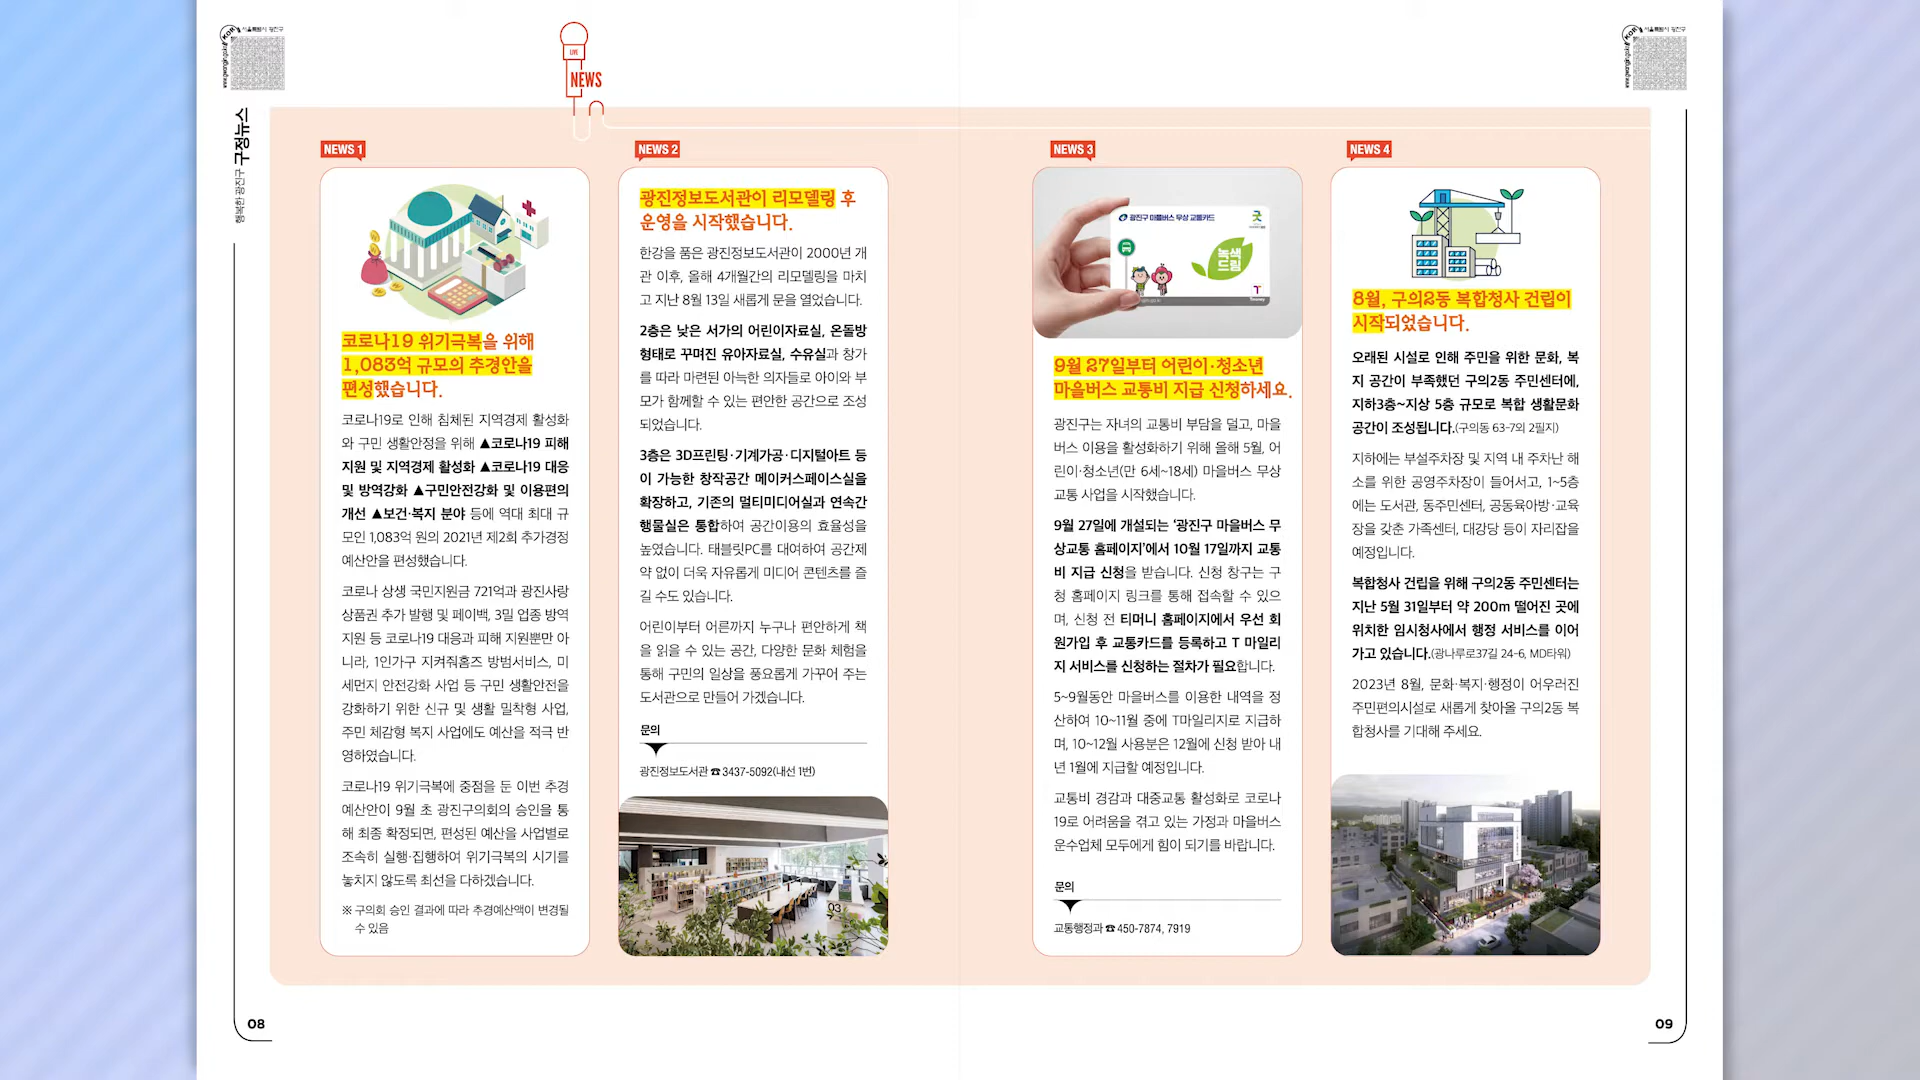 서울특별시 광진구
KOR
행복한 광진구 구정뉴스
LIVE
NEWS
NEWS 1
코로나19 위기극복을 위해
1,083억 규모의 추경안을
편성했습니다.
코로나19로 인해 침체된 지역경제 활성화
와 구민 생활안정을 위해 ▲코로나19 피해
지원 및 지역경제 활성화 ▲코로나19 대응
및 방역강화 ▲구민안전강화 및 이용편의
개선 ▲보건·복지 분야 등에 역대 최대 규
모인 1,083억 원의 2021년 제2회 추가경정
예산안을 편성했습니다.
코로나 상생 국민지원금 721억과 광진사랑
상품권 추가 발행 및 페이백, 3밀 업종 방역
지원 등 코로나19 대응과 피해 지원뿐만 아
니라, 1인가구 지켜줘홈즈 방범서비스, 미
세먼지 안전강화 사업 등 구민 생활안전을
강화하기 위한 신규 및 생활 밀착형 사업,
주민 체감형 복지 사업에도 예산을 적극 반
영하였습니다.
코로나19 위기극복에 중점을 둔 이번 추경
예산안이 9월 초 광진구의회의 승인을 통
해 최종 확정되면, 편성된 예산을 사업별로
조속히 실행·집행하여 위기극복의 시기를
놓치지 않도록 최선을 다하겠습니다.
※ 구의회 승인 결과에 따라 추경예산액이 변경될
수 있음
NEWS 2
광진정보도서관이 리모델링 후
운영을 시작했습니다.
한강을 품은 광진정보도서관이 2000년 개
관 이후, 올해 4개월간의 리모델링을 마치
고 지난 8월 13일 새롭게 문을 열었습니다.
2층은 낮은 서가의 어린이자료실, 온돌방
형태로 꾸며진 유아자료실, 수유실과 창가
를 따라 마련된 아늑한 의자들로 아이와 부
모가 함께할 수 있는 편안한 공간으로 조성
되었습니다.
3층은 3D프린팅·기계가공·디지털아트 등
이 가능한 창작공간 메이커스페이스실을
확장하고, 기존의 멀티미디어실과 연속간
행물실은 통합하여 공간이용의 효율성을
높였습니다. 태블릿PC를 대여하여 공간제
약 없이 더욱 자유롭게 미디어 콘텐츠를 즐
길 수도 있습니다.
어린이부터 어른까지 누구나 편안하게 책
을 읽을 수 있는 공간, 다양한 문화 체험을
통해 구민의 일상을 풍요롭게 가꾸어 주는
도서관으로 만들어 가겠습니다.
문의
광진정보도서관 ☎ 3437-5092(내선 1번)
03
NEWS 3
광진구 마을버스 무상 교통카드
녹색
드림
9월 27일부터 어린이·청소년
마을버스 교통비 지급 신청하세요.
광진구는 자녀의 교통비 부담을 덜고, 마을
버스 이용을 활성화하기 위해 올해 5월, 어
린이·청소년(만 6세~18세) 마을버스 무상
교통 사업을 시작했습니다.
9월 27일에 개설되는 ‘광진구 마을버스 무
상교통 홈페이지’에서 10월 17일까지 교통
비 지급 신청을 받습니다. 신청 창구는 구
청 홈페이지 링크를 통해 접속할 수 있으
며, 신청 전 티머니 홈페이지에서 우선 회
원가입 후 교통카드를 등록하고 T 마일리
지 서비스를 신청하는 절차가 필요합니다.
5~9월동안 마을버스를 이용한 내역을 정
산하여 10~11월 중에 T마일리지로 지급하
며, 10~12월 사용분은 12월에 신청 받아 내
년 1월에 지급할 예정입니다.
교통비 경감과 대중교통 활성화로 코로나
19로 어려움을 겪고 있는 가정과 마을버스
운수업체 모두에게 힘이 되기를 바랍니다.
문의
교통행정과 ☎ 450-7874, 7919
NEWS 4
8월, 구의2동 복합청사 건립이
시작되었습니다.
오래된 시설로 인해 주민을 위한 문화, 복
지 공간이 부족했던 구의2동 주민센터에,
지하3층~지상 5층 규모로 복합 생활문화
공간이 조성됩니다.(구의동 63-7외 2필지)
지하에는 부설주차장 및 지역 내 주차난 해
소를 위한 공영주차장이 들어서고, 1~5층
에는 도서관, 동주민센터, 공동육아방·교육
장을 갖춘 가족센터, 대강당 등이 자리잡을
예정입니다.
복합청사 건립을 위해 구의2동 주민센터는
지난 5월 31일부터 약 200m 떨어진 곳에
위치한 임시청사에서 행정 서비스를 이어
가고 있습니다.(광나루로37길 24-6, MD타워)
2023년 8월, 문화·복지·행정이 어우러진
주민편의시설로 새롭게 찾아올 구의2동 복
합청사를 기대해 주세요.
서울특별시 광진구
KOR
08
09